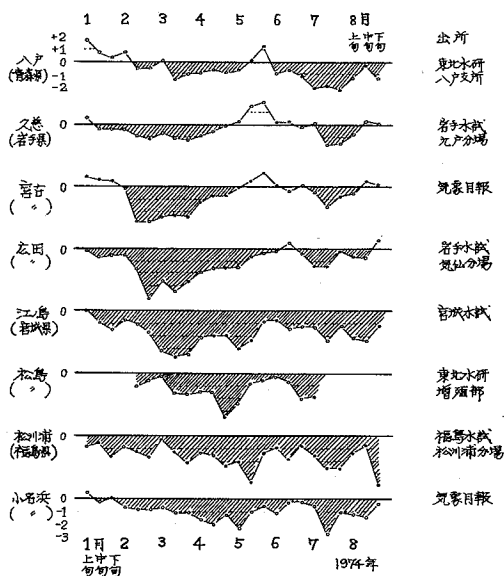 1 2 3 4 5 6 7 8月
上中下
旬旬旬
出所
+2
+1
0
-1
-2
八戸
(青森県)
東北水研
八戸支所
久慈
(岩手県)
0
岩手水試
九戸分場
宮古
(〃)
0
気象月報
広田
(〃)
0
岩手水試
気仙分場
江ノ島
(宮城県)
0
宮城水試
松島
(〃)
0
東北水研
増殖部
松川浦
(福島県)
0
福島水試
松川浦分場
小名浜
(〃)
0
-1
-2
-3
気象月報
1月 2 3 4 5 6 7 8
上中下
旬旬旬
1974年